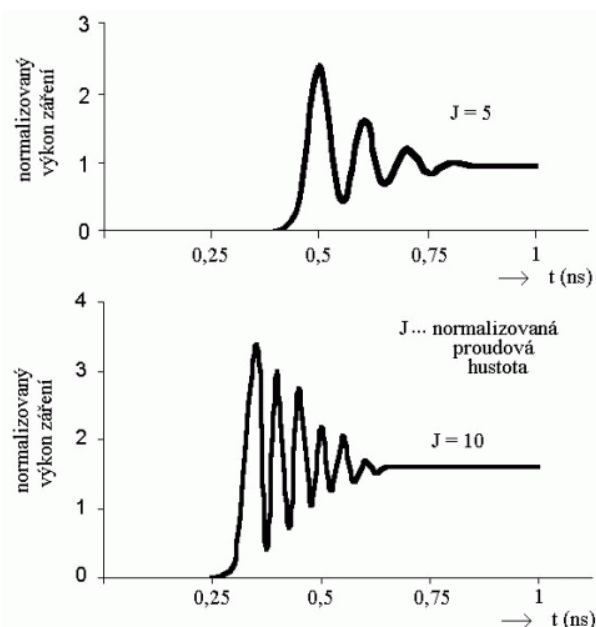 3
2
1
0
normalizovaný
výkon záření
J = 5
0,25
0,5
0,75
1
t (ns)
4
3
2
1
0
normalizovaný
výkon záření
J ... normalizovaná
proudová
hustota
J = 10
0,25
0,5
0,75
1
t (ns)